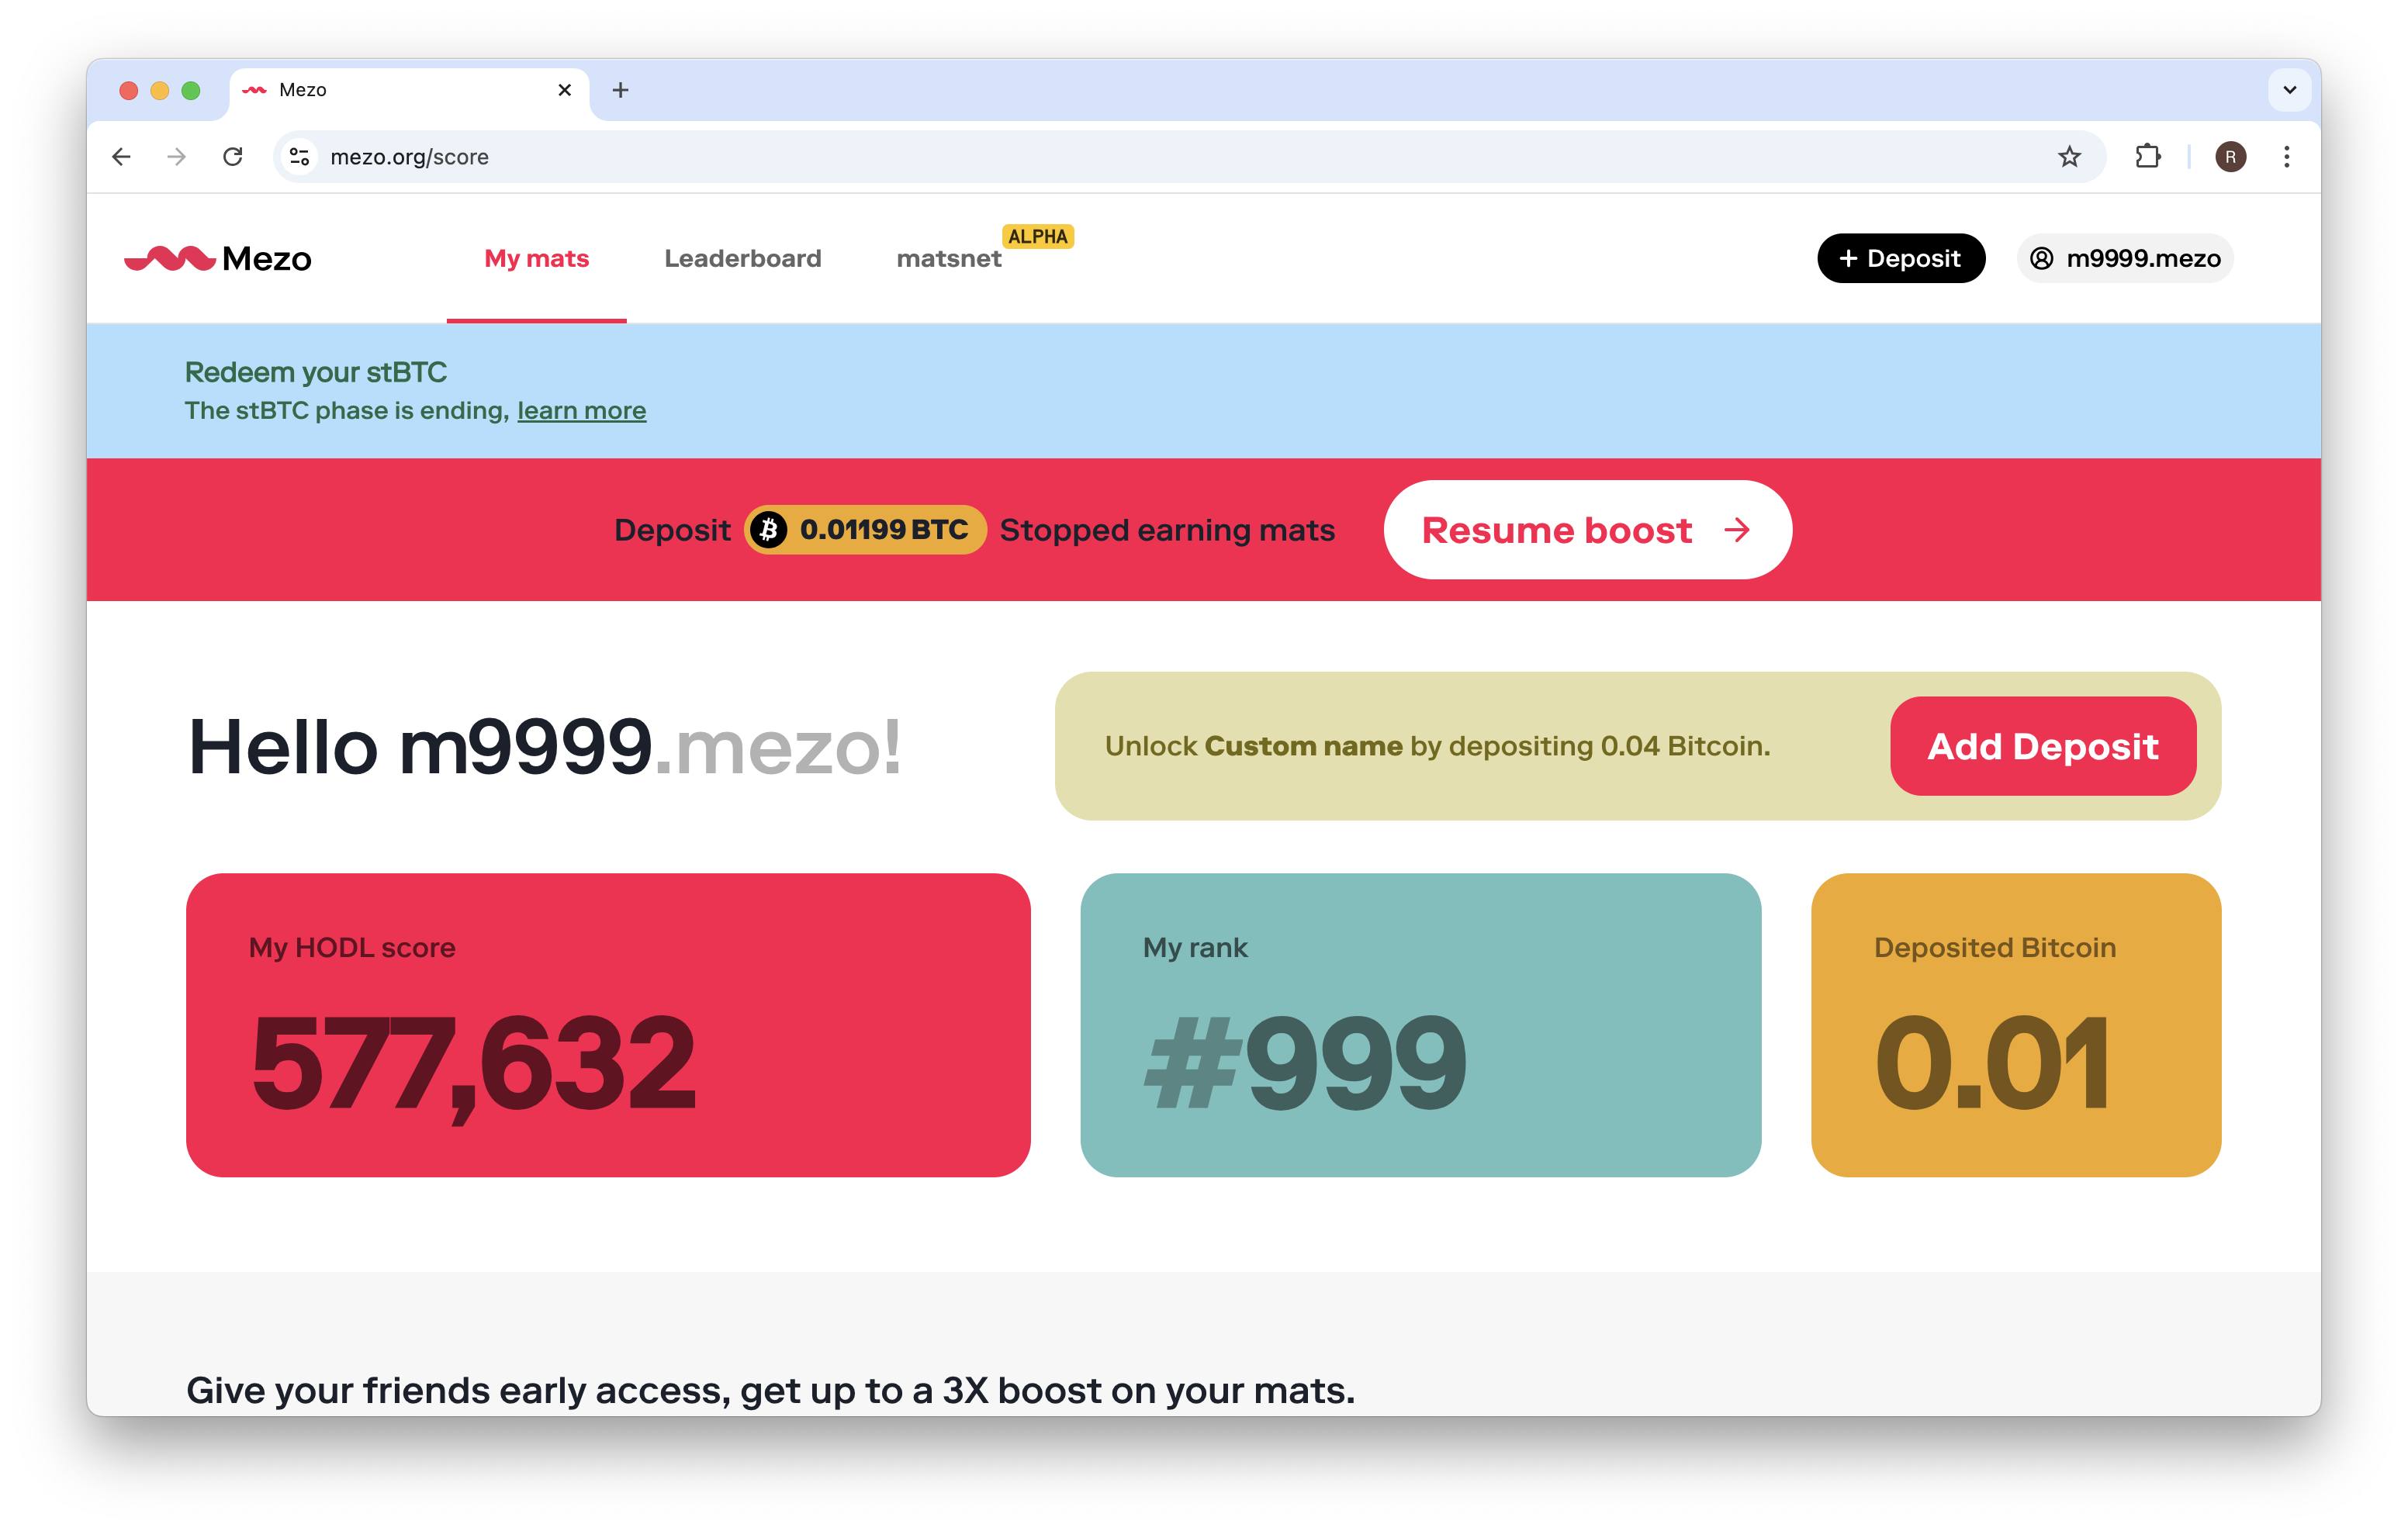 Mezo
mezo.org/score
R
Mezo
My mats
Leaderboard
matsnet
ALPHA
+ Deposit
m9999.mezo
Redeem your stBTC
The stBTC phase is ending, learn more
Deposit 0.01199 BTC Stopped earning mats
Resume boost →
Hello m9999.mezo!
Unlock Custom name by depositing 0.04 Bitcoin.
Add Deposit
My HODL score
577,632
My rank
#999
Deposited Bitcoin
0.01
Give your friends early access, get up to a 3X boost on your mats.